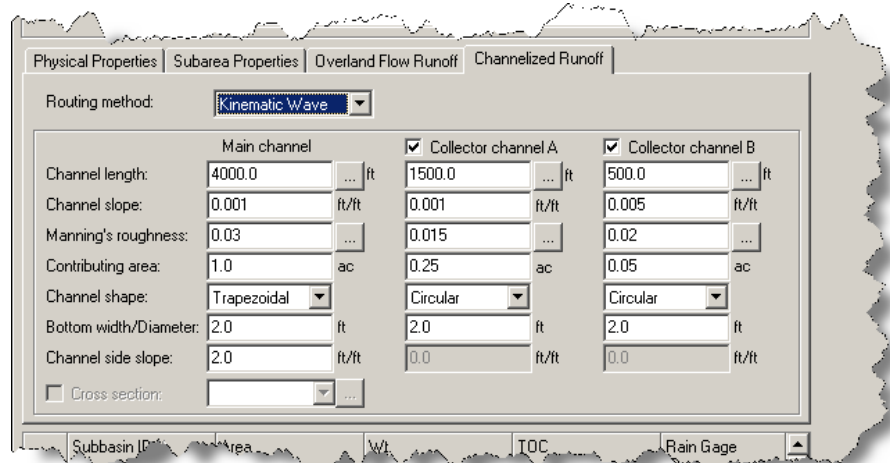 Physical Properties Subarea Properties Overland Flow Runoff Channelized Runoff
Routing method: Kinematic Wave
Main channel Collector channel A Collector channel B
Channel length: 4000.0 ... ft 1500.0 ... ft 500.0 ... ft
Channel slope: 0.001 ft/ft 0.001 ft/ft 0.005 ft/ft
Manning's roughness: 0.03 ... 0.015 ... 0.02 ...
Contributing area: 1.0 ac 0.25 ac 0.05 ac
Channel shape: Trapezoidal Circular Circular
Bottom width/Diameter: 2.0 ft 2.0 ft 2.0 ft
Channel side slope: 2.0 ft/ft 0.0 ft/ft 0.0 ft/ft
Cross section: ...
Subbasin ID Area Wt. TOC Rain Gage